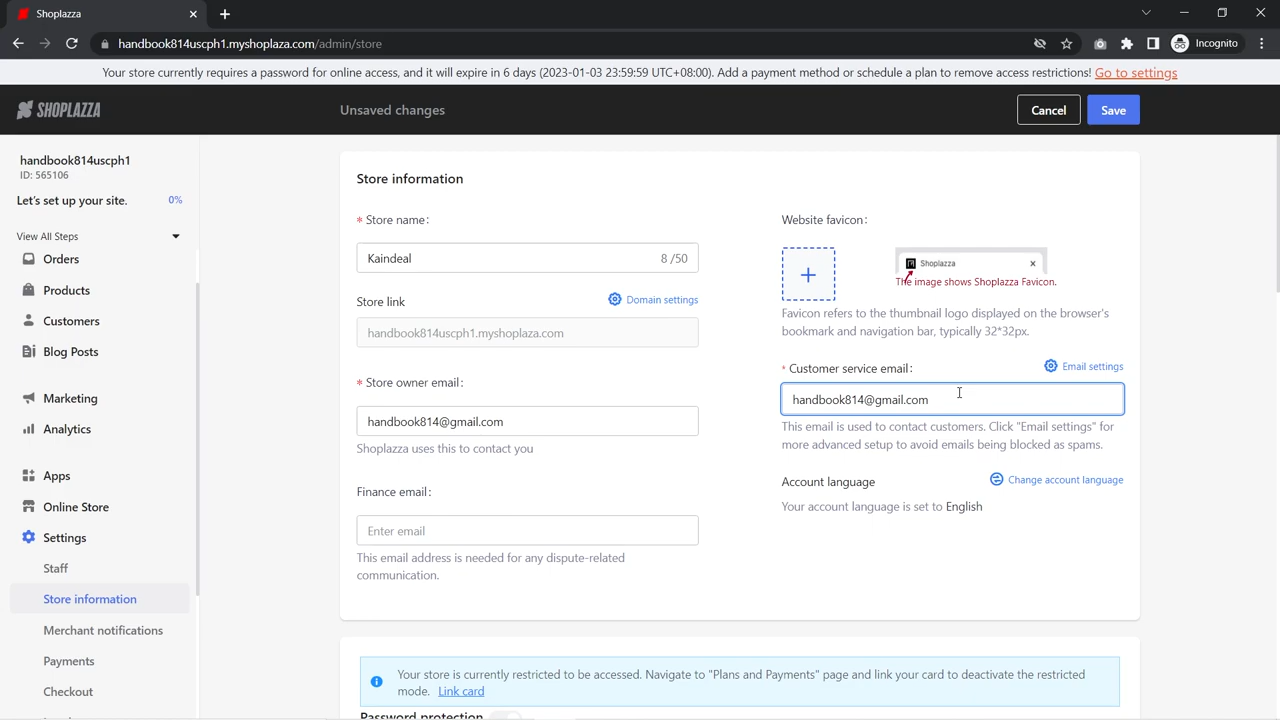 Shoplazza
handbook814uscph1.myshoplaza.com/admin/store
Incognito
Your store currently requires a password for online access, and it will expire in 6 days (2023-01-03 23:59:59 UTC+08:00). Add a payment method or schedule a plan to remove access restrictions! Go to settings
SHOPLAZZA
Unsaved changes
Cancel
Save
handbook814uscph1
ID: 565106
Let's set up your site.
0%
View All Steps
Orders
Products
Customers
Blog Posts
Marketing
Analytics
Apps
Online Store
Settings
Staff
Store information
Merchant notifications
Payments
Checkout
Store information
* Store name:
Kaindeal
8 /50
Store link
Domain settings
handbook814uscph1.myshoplaza.com
* Store owner email:
handbook814@gmail.com
Shoplazza uses this to contact you
Finance email:
Enter email
This email address is needed for any dispute-related
communication.
Website favicon:
Shoplazza
The image shows Shoplazza Favicon.
Favicon refers to the thumbnail logo displayed on the browser's
bookmark and navigation bar, typically 32*32px.
* Customer service email:
Email settings
handbook814@gmail.com
This email is used to contact customers. Click "Email settings" for
more advanced setup to avoid emails being blocked as spams.
Account language
Change account language
Your account language is set to English
Your store is currently restricted to be accessed. Navigate to "Plans and Payments" page and link your card to deactivate the restricted
mode. Link card
Password protection